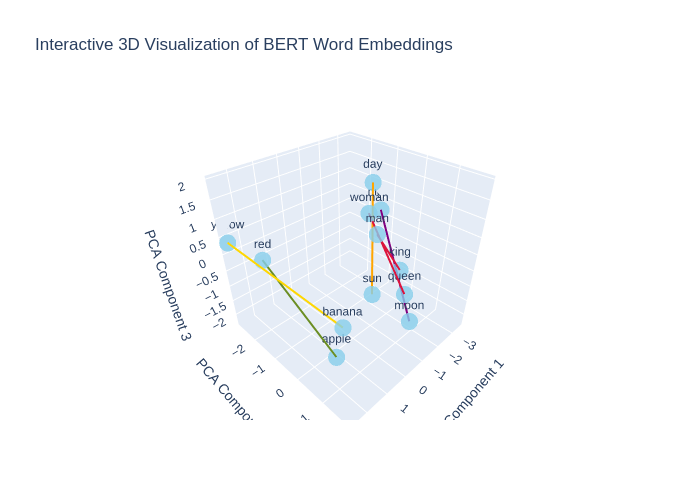 Interactive 3D Visualization of BERT Word Embeddings
day
woman
man
red
king
queen
sun
moon
banana
apple
2
1.5
1
0.5
0
−0.5
−1
−1.5
−2
PCA Component 3
−2
−1
0
1
PCA Compo
−3
−2
−1
0
1
Component 1